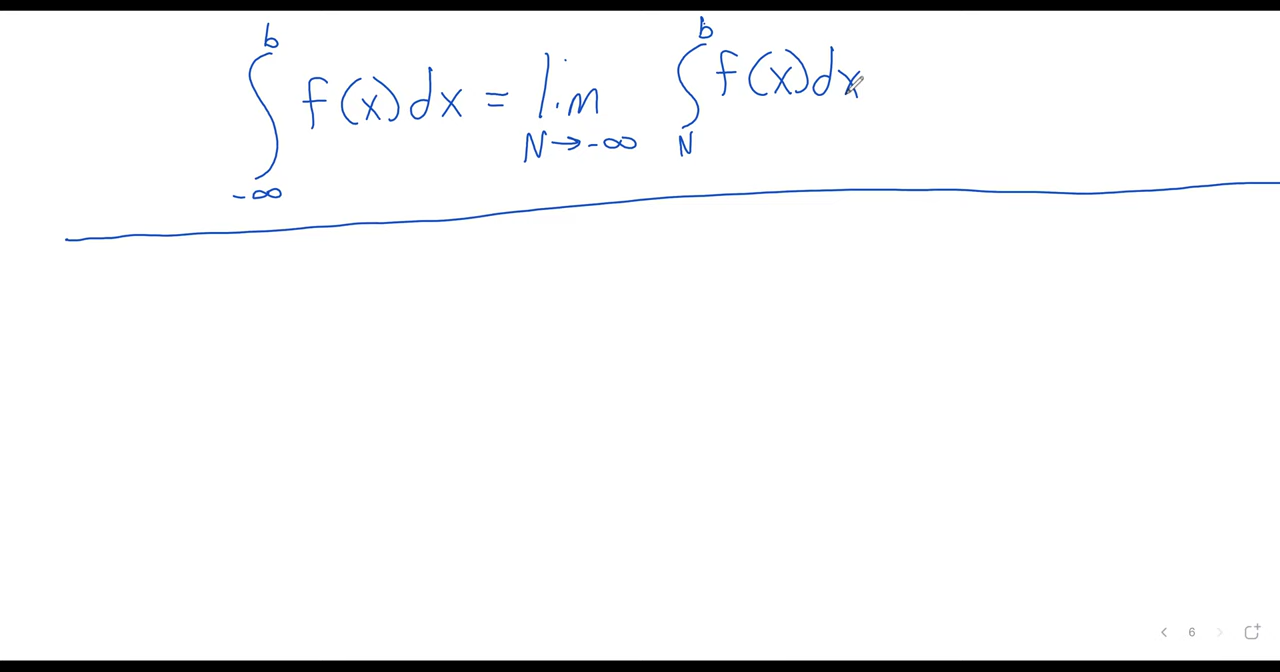 ∫_{-∞}^{b} f(x)dx = lim_{N→-∞} ∫_{N}^{b} f(x)dx
6